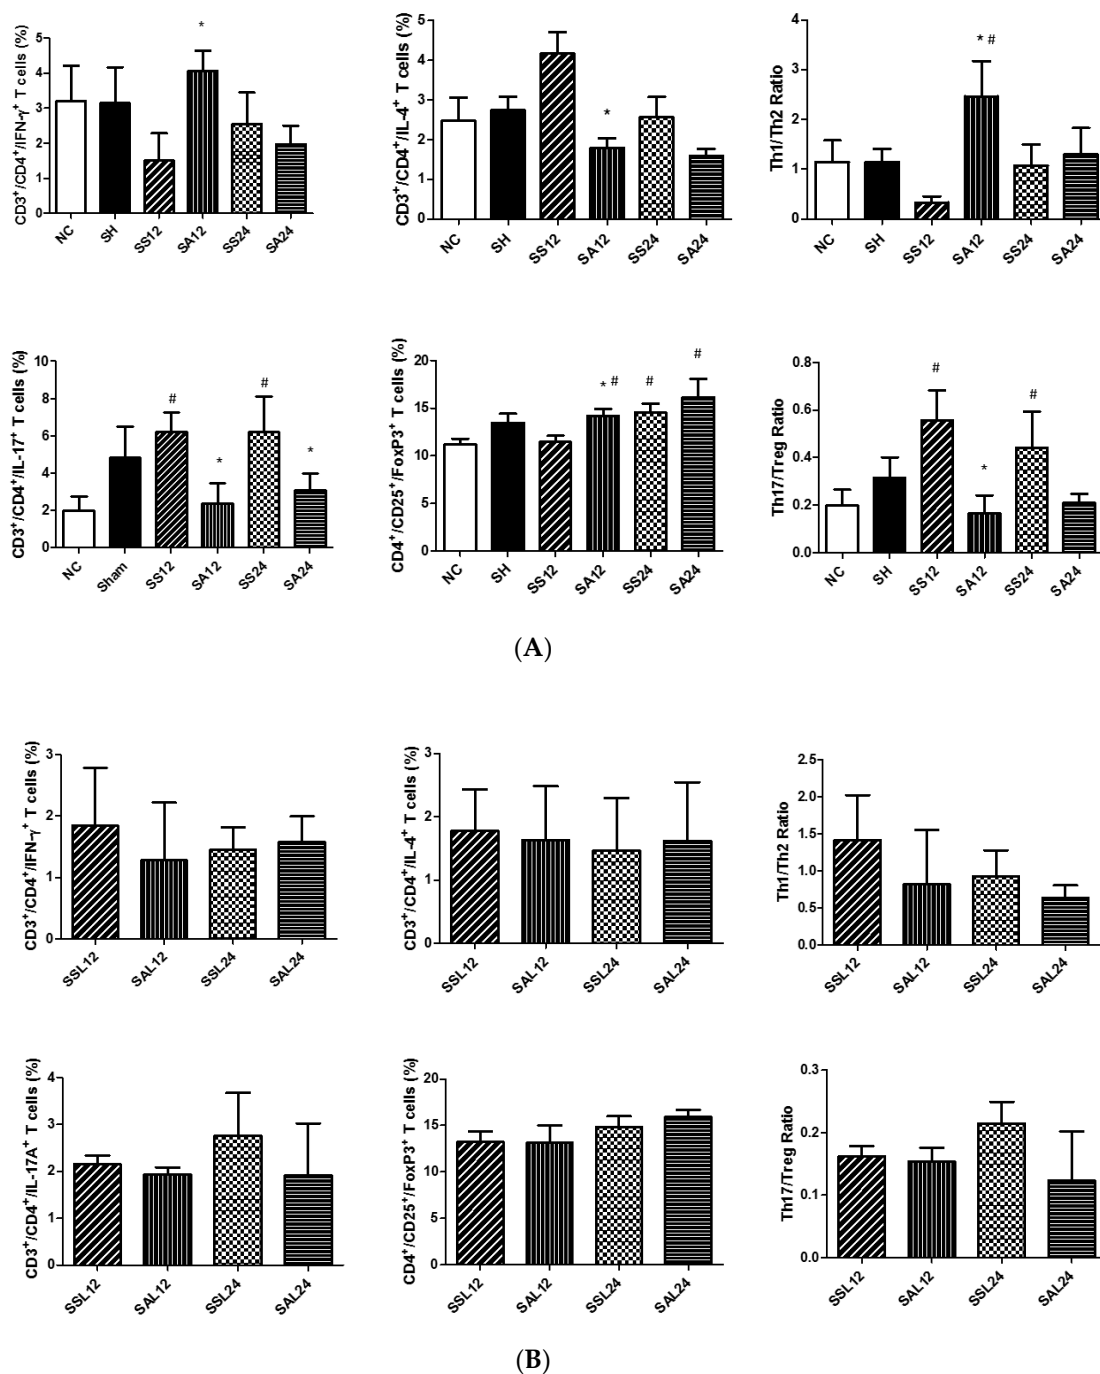 CD3⁺/CD4⁺/IFN-γ⁺ T cells (%)
5
4
3
2
1
0
*
NC
SH
SS12
SA12
SS24
SA24
CD3⁺/CD4⁺/IL-4⁺ T cells (%)
5
4
3
2
1
0
*
NC
SH
SS12
SA12
SS24
SA24
Th1/Th2 Ratio
4
3
2
1
0
* #
NC
SH
SS12
SA12
SS24
SA24
CD3⁺/CD4⁺/IL-17⁺ T cells (%)
10
8
6
4
2
0
#
*
#
*
NC
Sham
SS12
SA12
SS24
SA24
CD4⁺/CD25⁺/FoxP3⁺ T cells (%)
20
15
10
5
0
* #
#
#
NC
SH
SS12
SA12
SS24
SA24
Th17/Treg Ratio
0.8
0.6
0.4
0.2
0.0
#
*
#
NC
SH
SS12
SA12
SS24
SA24
(A)
CD3⁺/CD4⁺/IFN-γ⁺ T cells (%)
3
2
1
0
SSL12
SAL12
SSL24
SAL24
CD3⁺/CD4⁺/IL-4⁺ T cells (%)
3
2
1
0
SSL12
SAL12
SSL24
SAL24
Th1/Th2 Ratio
2.5
2.0
1.5
1.0
0.5
0.0
SSL12
SAL12
SSL24
SAL24
CD3⁺/CD4⁺/IL-17A⁺ T cells (%)
4
3
2
1
0
SSL12
SAL12
SSL24
SAL24
CD4⁺/CD25⁺/FoxP3⁺ T cells (%)
20
15
10
5
0
SSL12
SAL12
SSL24
SAL24
Th17/Treg Ratio
0.3
0.2
0.1
0.0
SSL12
SAL12
SSL24
SAL24
(B)